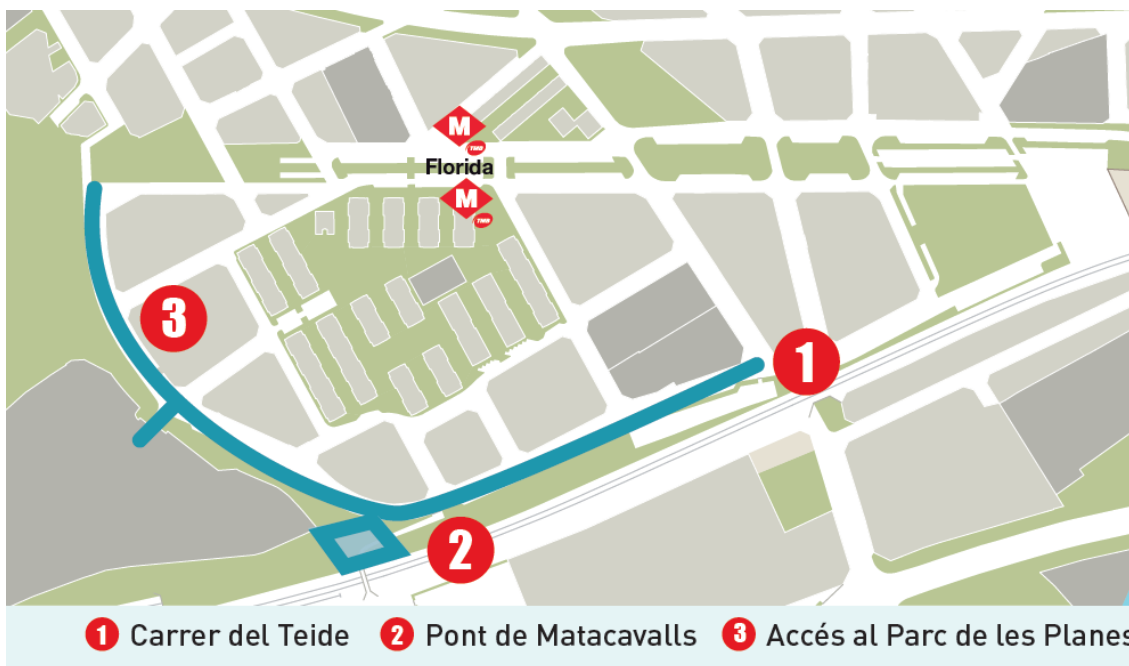 M
TMB
Florida
M
TMB
3
1
2
1 Carrer del Teide 2 Pont de Matacavalls 3 Accés al Parc de les Planes